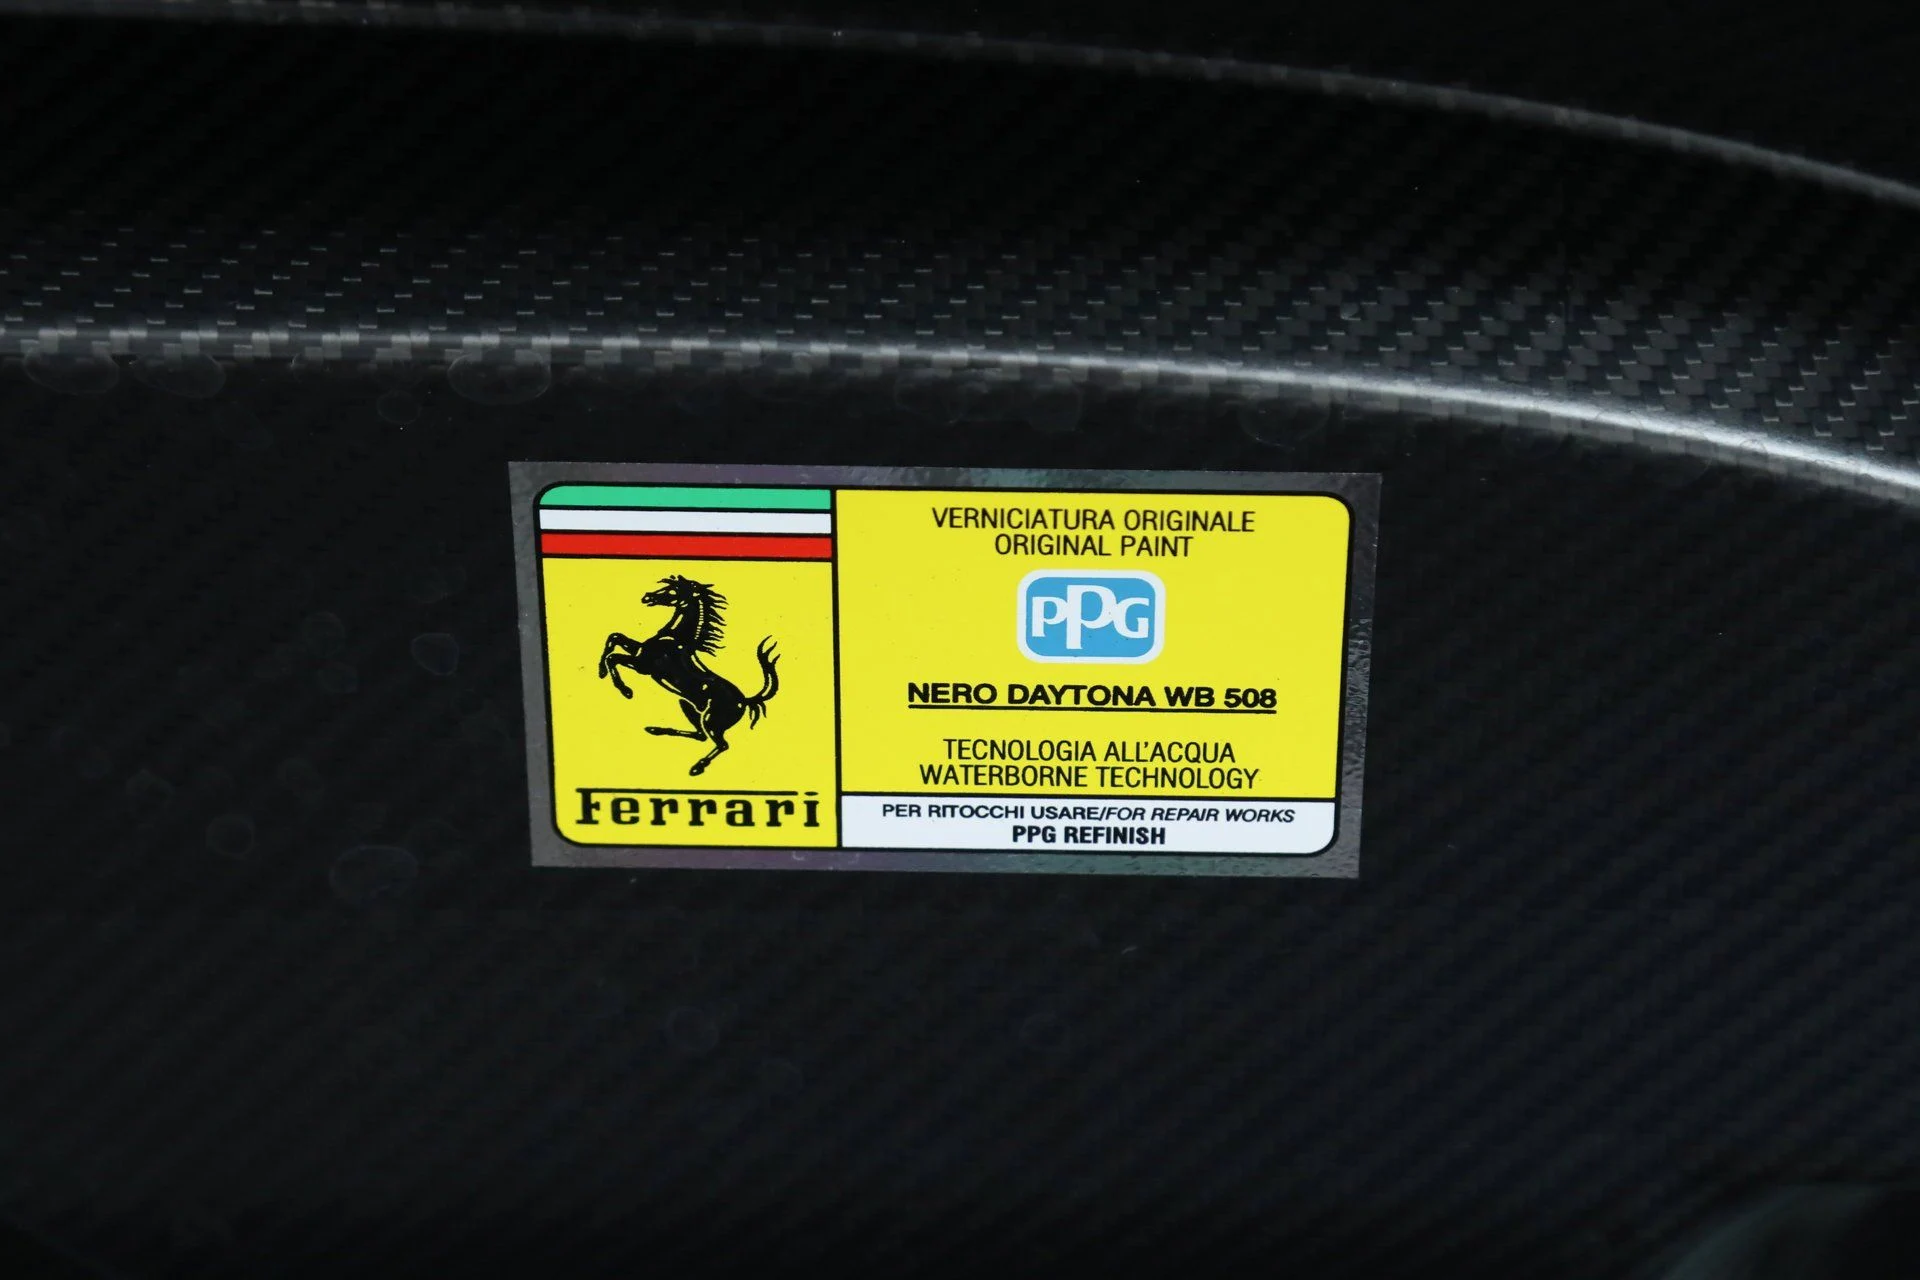 Ferrari
VERNICIATURA ORIGINALE
ORIGINAL PAINT
PPG
NERO DAYTONA WB 508
TECNOLOGIA ALL'ACQUA
WATERBORNE TECHNOLOGY
PER RITOCCHI USARE/FOR REPAIR WORKS
PPG REFINISH